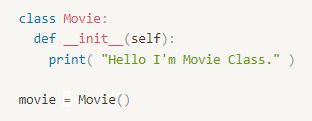 class Movie:
  def __init__(self):
    print( "Hello I'm Movie Class." )

movie = Movie()